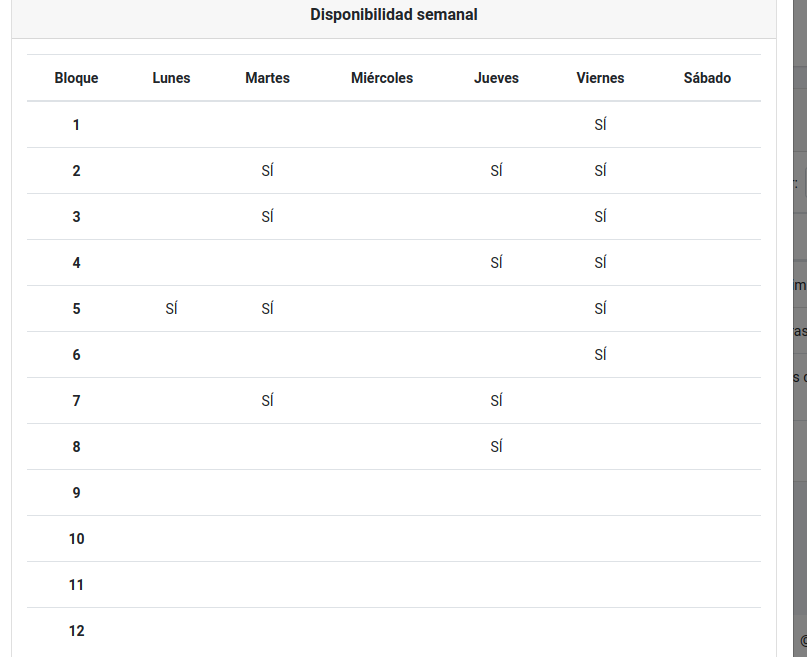 Disponibilidad semanal
Bloque Lunes Martes Miércoles Jueves Viernes Sábado
1 SÍ
2 SÍ SÍ SÍ
3 SÍ SÍ
4 SÍ SÍ
5 SÍ SÍ SÍ
6 SÍ
7 SÍ SÍ
8 SÍ
9
10
11
12